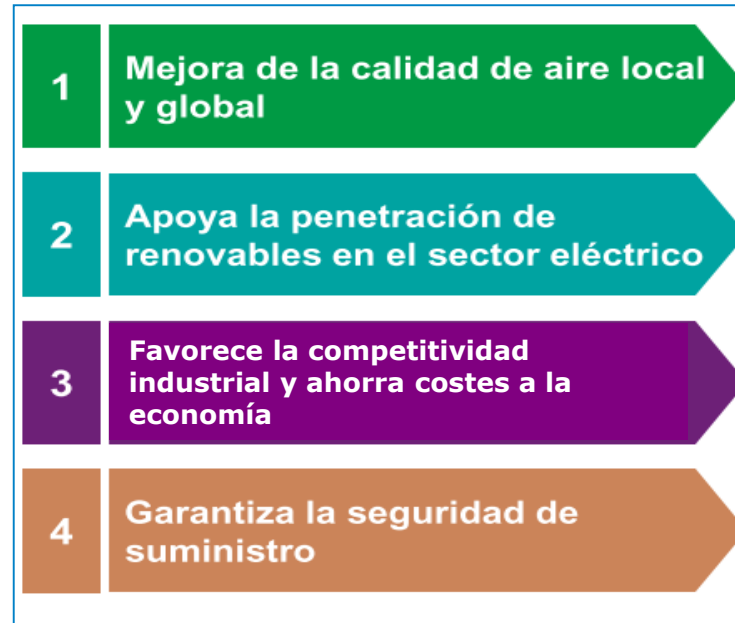 1
Mejora de la calidad de aire local
y global
2
Apoya la penetración de
renovables en el sector eléctrico
3
Favorece la competitividad
industrial y ahorra costes a la
economía
4
Garantiza la seguridad de
suministro